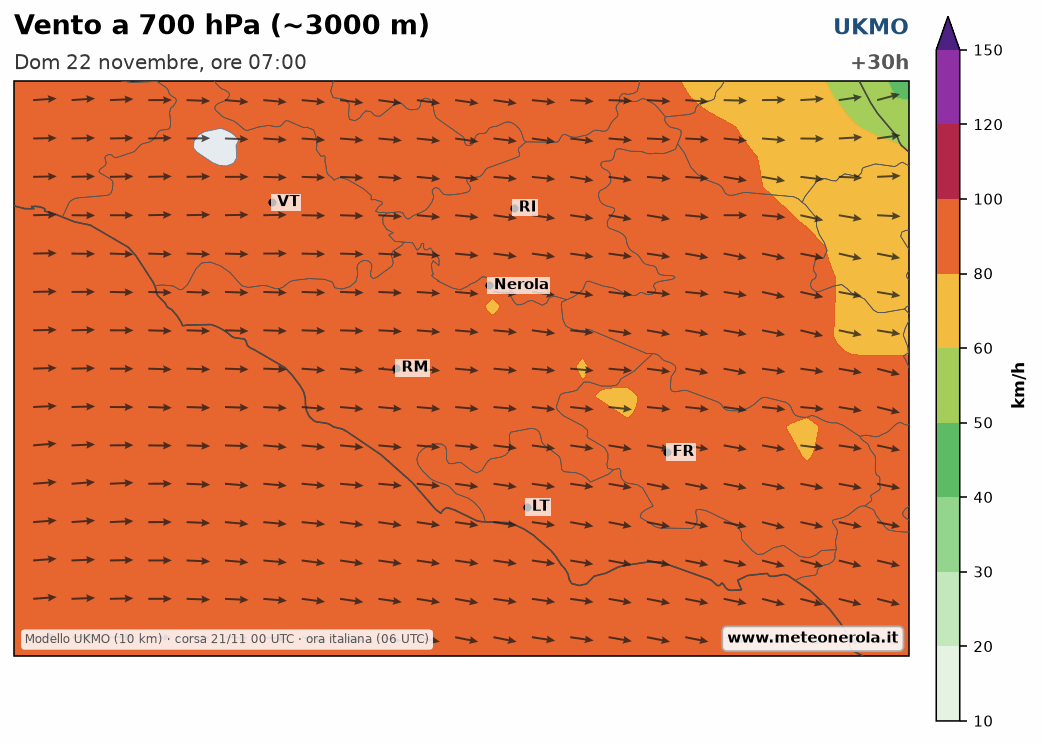 Vento a 700 hPa (~3000 m)
UKMO
Dom 22 novembre, ore 07:00
+30h
150
120
100
80
60
50
40
30
20
10
km/h
VT
RI
Nerola
RM
FR
LT
Modello UKMO (10 km) · corsa 21/11 00 UTC · ora italiana (06 UTC)
www.meteonerola.it